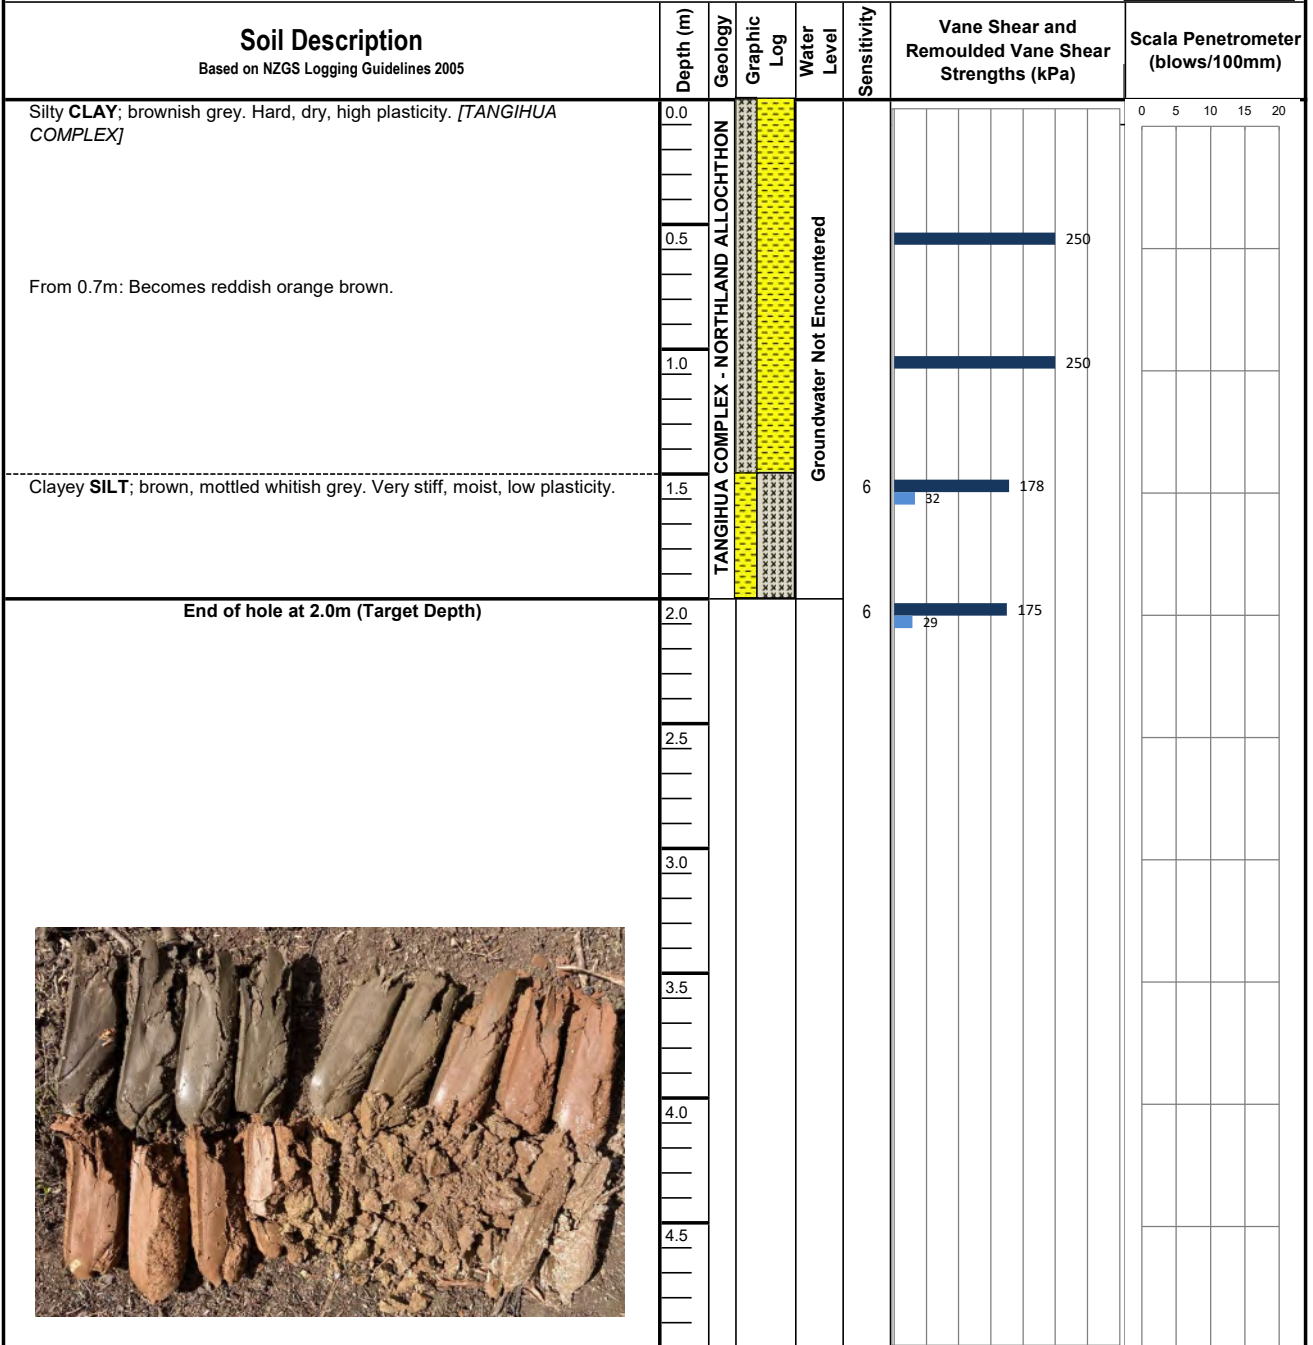 Soil Description
Based on NZGS Logging Guidelines 2005
Depth (m)
Geology
Graphic
Log
Water
Level
Sensitivity
Vane Shear and
Remoulded Vane Shear
Strengths (kPa)
Scala Penetrometer
(blows/100mm)
Silty CLAY; brownish grey. Hard, dry, high plasticity. [TANGIHUA
COMPLEX]
From 0.7m: Becomes reddish orange brown.
Clayey SILT; brown, mottled whitish grey. Very stiff, moist, low plasticity.
End of hole at 2.0m (Target Depth)
0.0
0.5
1.0
1.5
2.0
2.5
3.0
3.5
4.0
4.5
TANGIHUA COMPLEX - NORTHLAND ALLOCHTHON
Groundwater Not Encountered
6
6
250
250
178
32
175
29
0 5 10 15 20